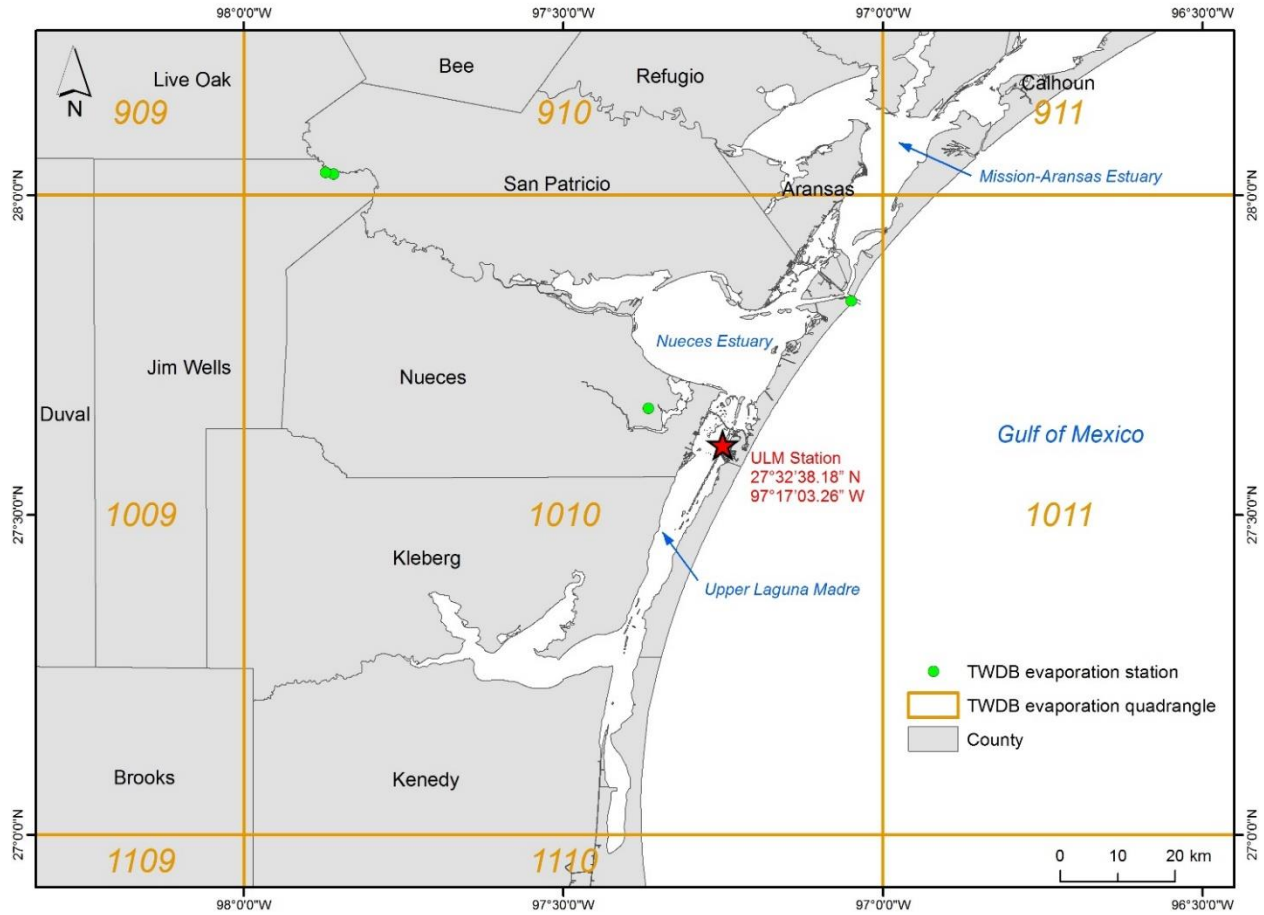 98°0'0"W
97°30'0"W
97°0'0"W
96°30'0"W
N
Live Oak
Bee
Refugio
Calhoun
909
910
911
Mission-Aransas Estuary
San Patricio
Aransas
28°0'0"N
28°0'0"N
Nueces Estuary
Jim Wells
Nueces
Duval
Gulf of Mexico
ULM Station
27°32'38.18" N
97°17'03.26" W
1009
1010
1011
27°30'0"N
27°30'0"N
Kleberg
Upper Laguna Madre
TWDB evaporation station
TWDB evaporation quadrangle
County
Brooks
Kenedy
27°0'0"N
27°0'0"N
1109
1110
0 10 20 km
98°0'0"W
97°30'0"W
97°0'0"W
96°30'0"W